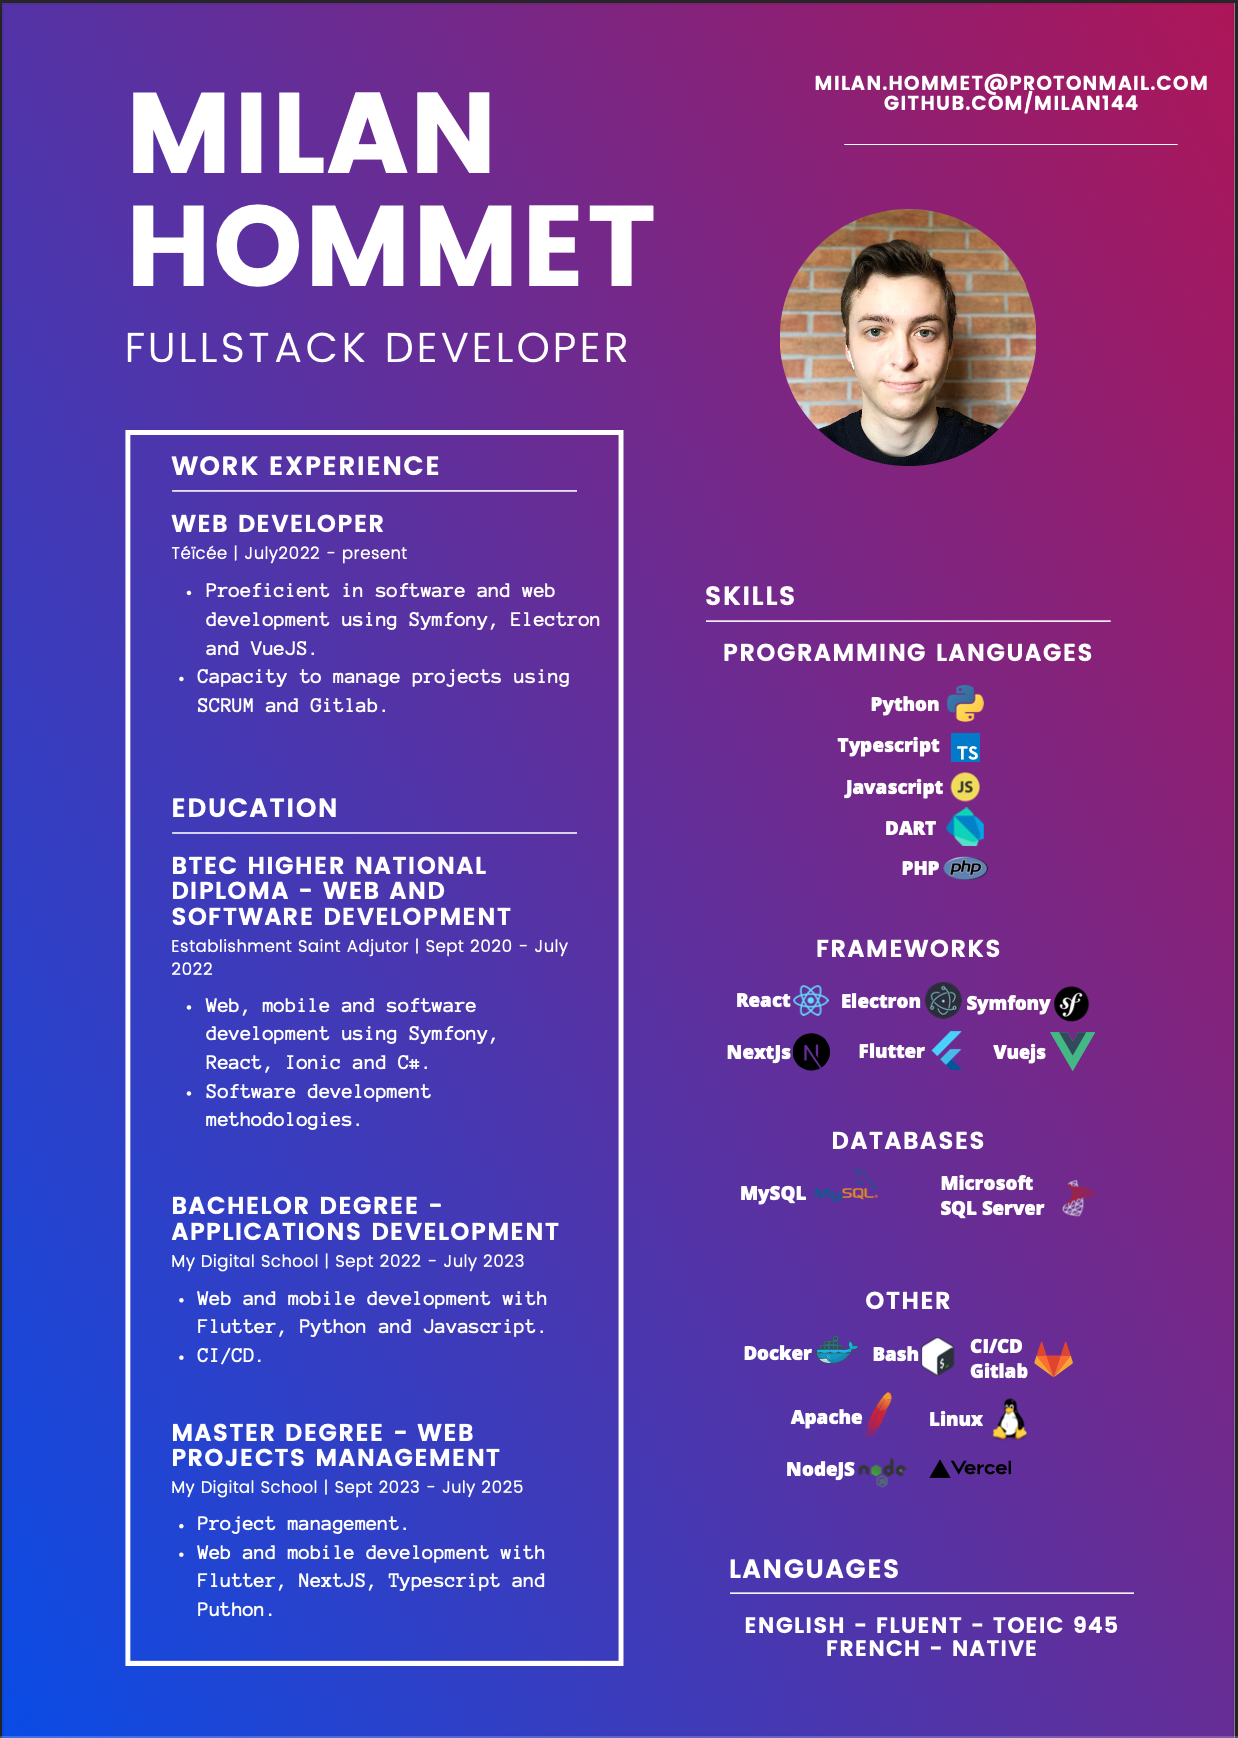 MILAN.HOMMET@PROTONMAIL.COM
GITHUB.COM/MILAN144
MILAN
HOMMET
FULLSTACK DEVELOPER
WORK EXPERIENCE
WEB DEVELOPER
Téïcée | July2022 - present
• Proeficient in software and web
development using Symfony, Electron
and VueJS.
• Capacity to manage projects using
SCRUM and Gitlab.
EDUCATION
BTEC HIGHER NATIONAL
DIPLOMA - WEB AND
SOFTWARE DEVELOPMENT
Establishment Saint Adjutor | Sept 2020 - July
2022
• Web, mobile and software
development using Symfony,
React, Ionic and C#.
• Software development
methodologies.
BACHELOR DEGREE -
APPLICATIONS DEVELOPMENT
My Digital School | Sept 2022 - July 2023
• Web and mobile development with
Flutter, Python and Javascript.
• CI/CD.
MASTER DEGREE - WEB
PROJECTS MANAGEMENT
My Digital School | Sept 2023 - July 2025
• Project management.
• Web and mobile development with
Flutter, NextJS, Typescript and
Puthon.
SKILLS
PROGRAMMING LANGUAGES
Python
Typescript TS
Javascript JS
DART
PHP php
FRAMEWORKS
React Electron Symfony sf
NextJs N Flutter Vuejs
DATABASES
MySQL MySQL
Microsoft
SQL Server
OTHER
Docker Bash $_ CI/CD
Gitlab
Apache Linux
NodeJS node JS Vercel
LANGUAGES
ENGLISH - FLUENT - TOEIC 945
FRENCH - NATIVE